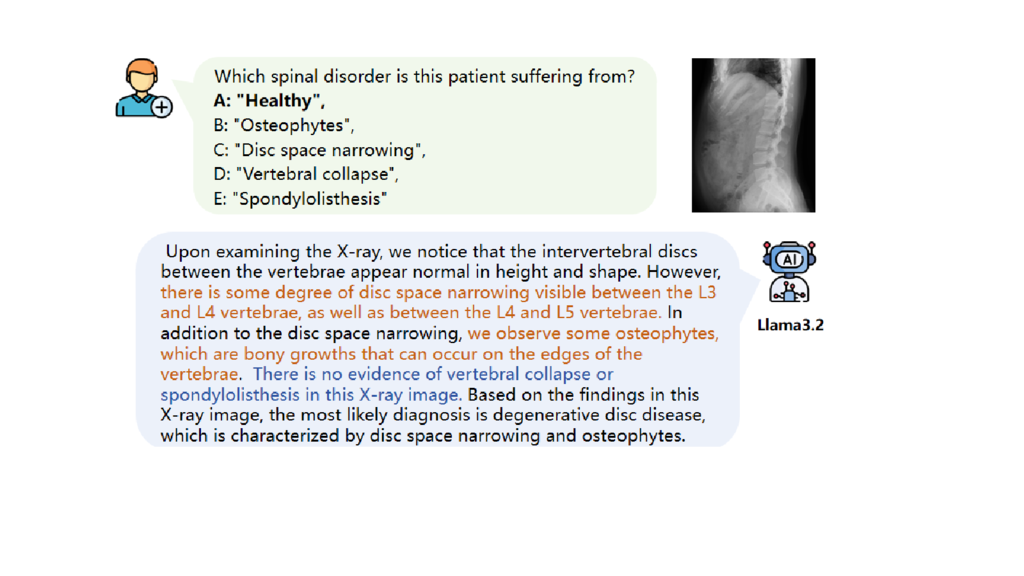 Which spinal disorder is this patient suffering from?
A: "Healthy",
B: "Osteophytes",
C: "Disc space narrowing",
D: "Vertebral collapse",
E: "Spondylolisthesis"
Upon examining the X-ray, we notice that the intervertebral discs
between the vertebrae appear normal in height and shape. However,
there is some degree of disc space narrowing visible between the L3
and L4 vertebrae, as well as between the L4 and L5 vertebrae. In
addition to the disc space narrowing, we observe some osteophytes,
which are bony growths that can occur on the edges of the
vertebrae. There is no evidence of vertebral collapse or
spondylolisthesis in this X-ray image. Based on the findings in this
X-ray image, the most likely diagnosis is degenerative disc disease,
which is characterized by disc space narrowing and osteophytes.
AI
Llama3.2